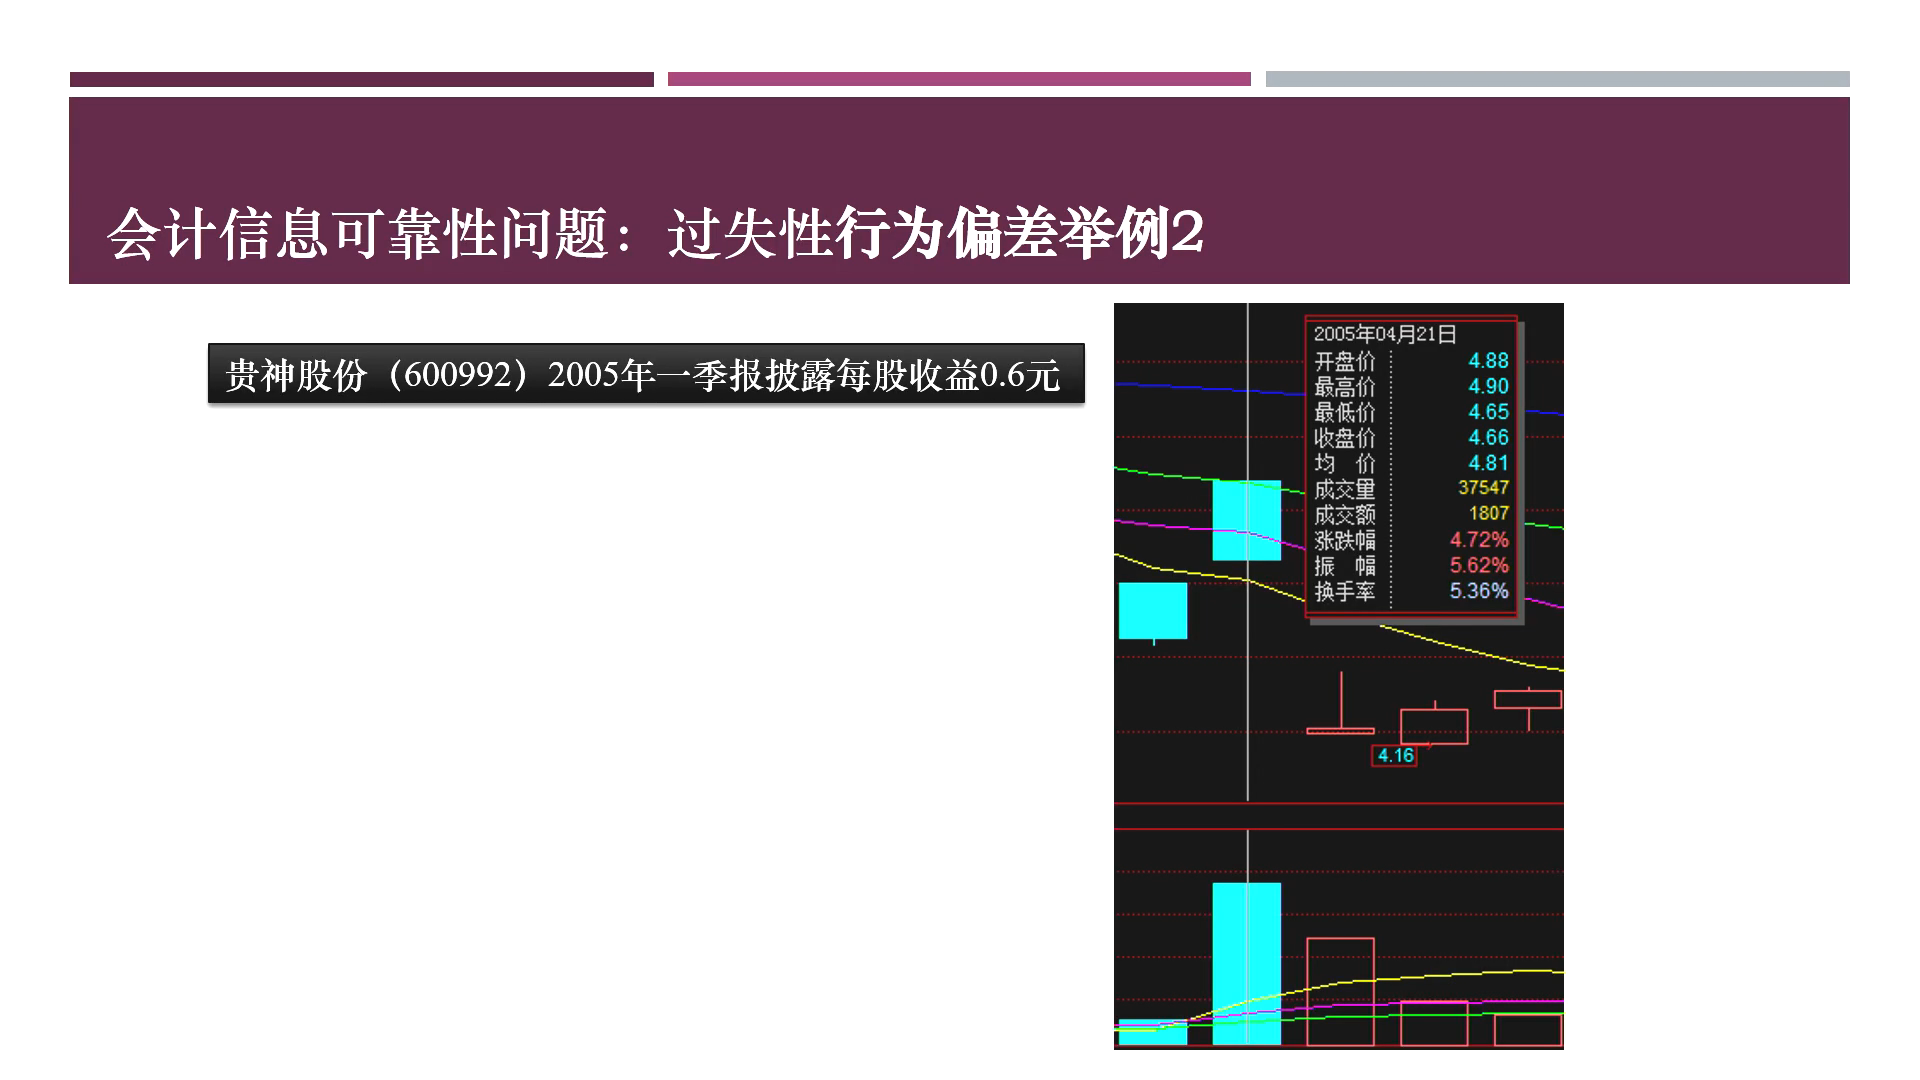 会计信息可靠性问题：过失性行为偏差举例2
贵神股份（600992）2005年一季报披露每股收益0.6元
2005年04月21日
开盘价 4.88
最高价 4.90
最低价 4.65
收盘价 4.66
均 价 4.81
成交量 37547
成交额 1807
涨跌幅 4.72%
振 幅 5.62%
换手率 5.36%
4.16